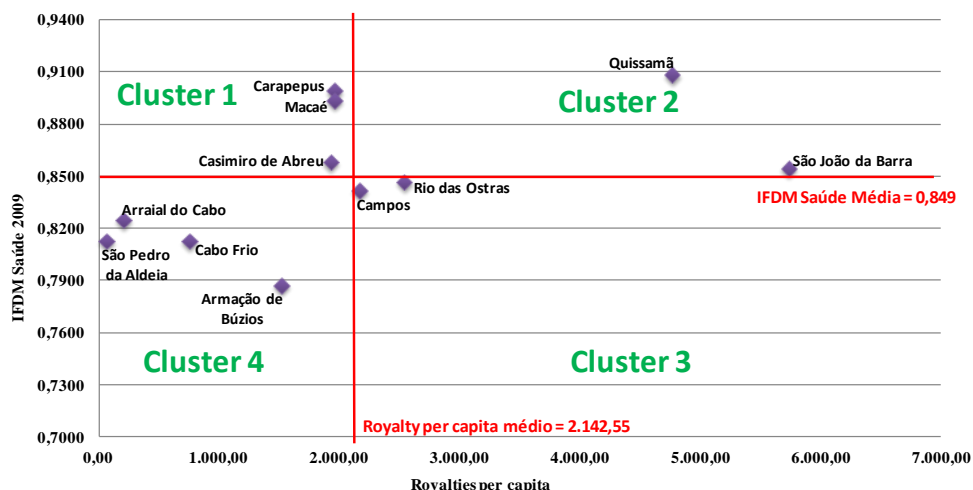 0,9400
0,9100
0,8800
0,8500
0,8200
0,7900
0,7600
0,7300
0,7000
IFDM Saúde 2009
Cluster 1
Carapepus
Macaé
Quissamã
Cluster 2
Casimiro de Abreu
São João da Barra
Rio das Ostras
Campos
IFDM Saúde Média = 0,849
Arraial do Cabo
São Pedro
da Aldeia
Cabo Frio
Armação de
Búzios
Cluster 4
Cluster 3
Royalty per capita médio = 2.142,55
0,00
1.000,00
2.000,00
3.000,00
4.000,00
5.000,00
6.000,00
7.000,00
Royalties per capita